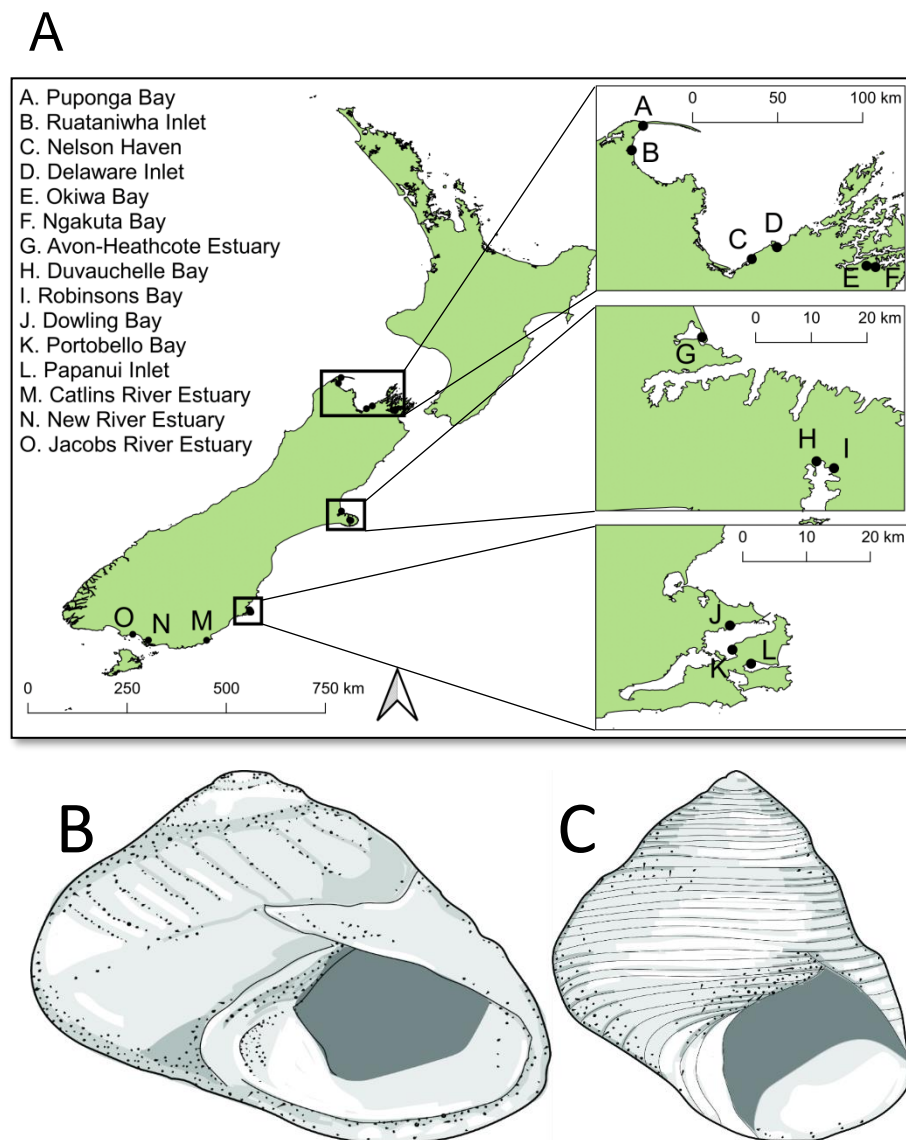 A
A. Puponga Bay
B. Ruataniwha Inlet
C. Nelson Haven
D. Delaware Inlet
E. Okiwa Bay
F. Ngakuta Bay
G. Avon-Heathcote Estuary
H. Duvauchelle Bay
I. Robinsons Bay
J. Dowling Bay
K. Portobello Bay
L. Papanui Inlet
M. Catlins River Estuary
N. New River Estuary
O. Jacobs River Estuary
O N M
0 250 500 750 km
0 50 100 km
A
B
C D
E F
0 10 20 km
G
H I
0 10 20 km
J
K L
B
C